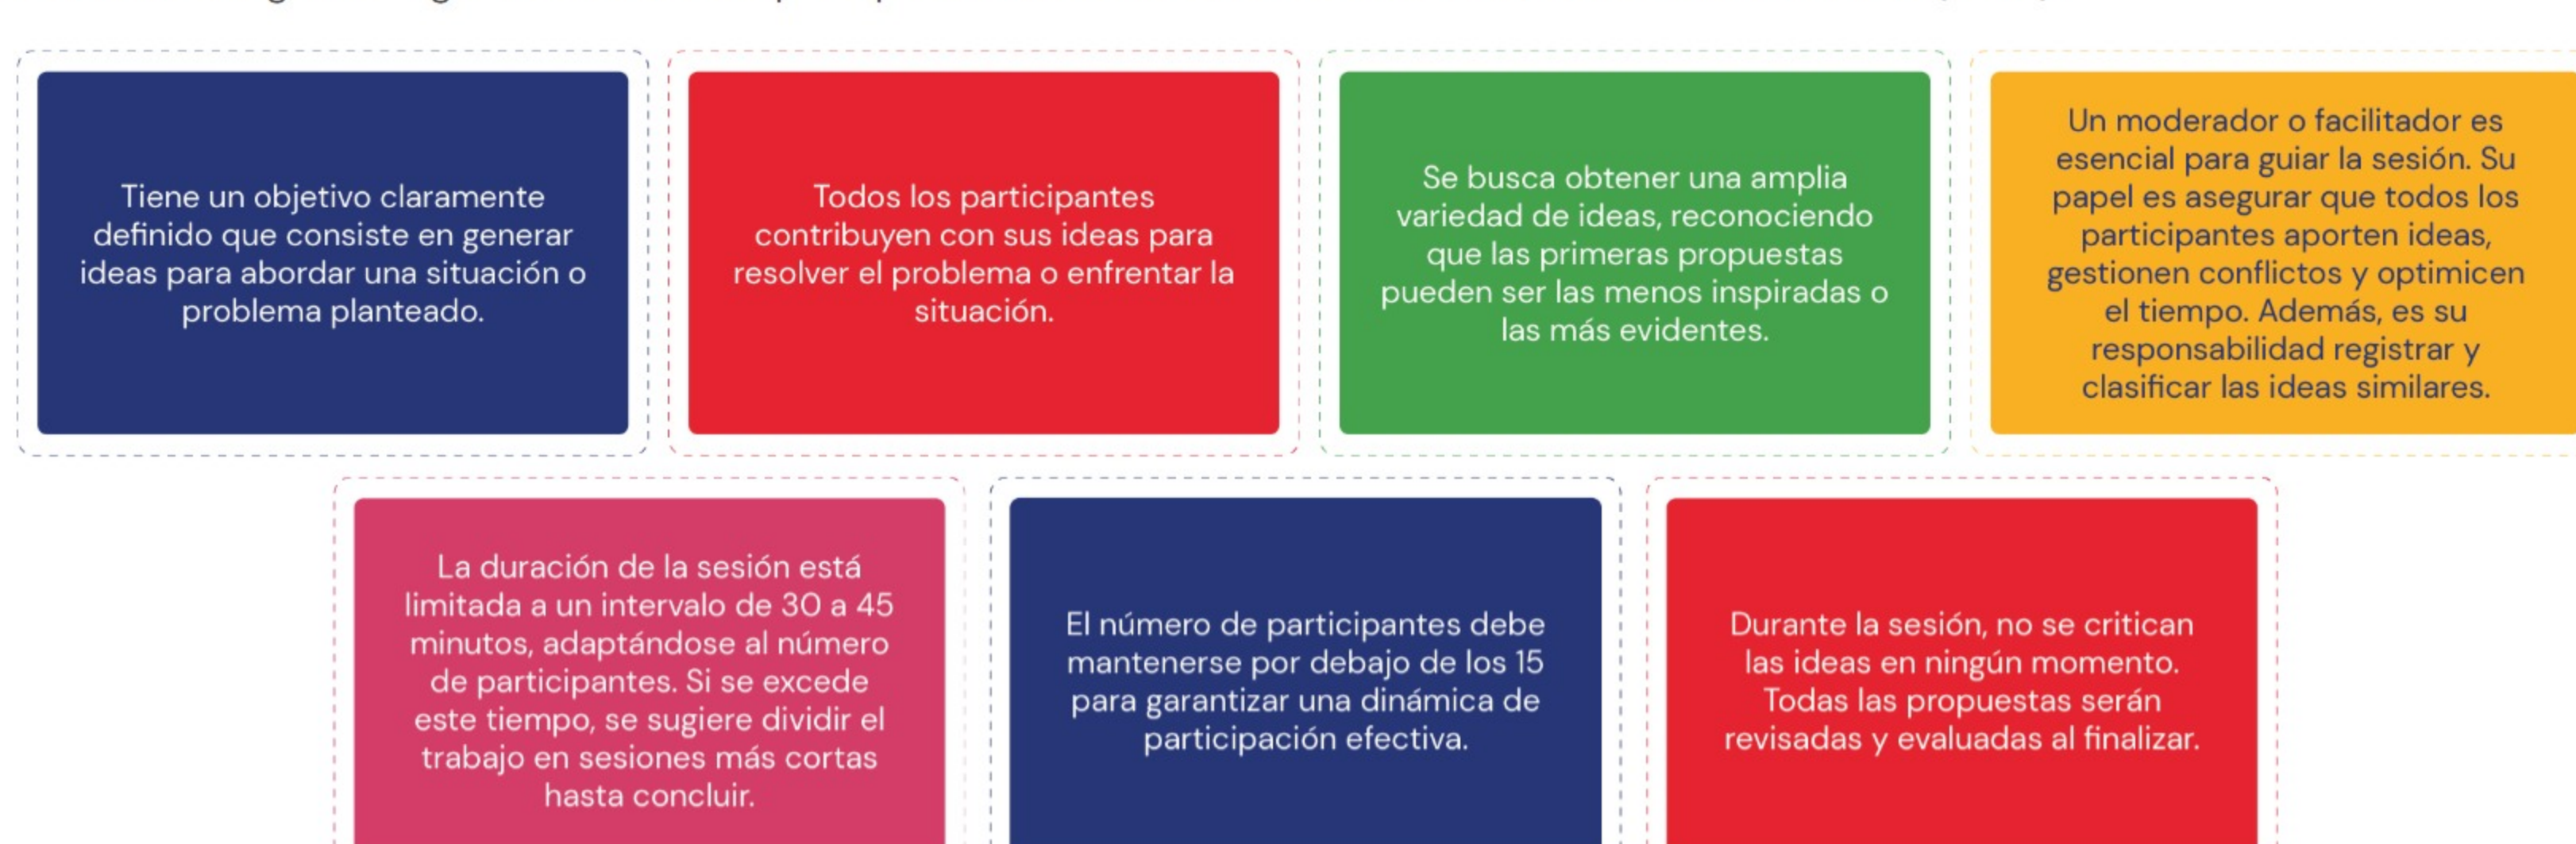 Tiene un objetivo claramente
definido que consiste en generar
ideas para abordar una situación o
problema planteado.
Todos los participantes
contribuyen con sus ideas para
resolver el problema o enfrentar la
situación.
Se busca obtener una amplia
variedad de ideas, reconociendo
que las primeras propuestas
pueden ser las menos inspiradas o
las más evidentes.
Un moderador o facilitador es
esencial para guiar la sesión. Su
papel es asegurar que todos los
participantes aporten ideas,
gestionen conflictos y optimicen
el tiempo. Además, es su
responsabilidad registrar y
clasificar las ideas similares.
La duración de la sesión está
limitada a un intervalo de 30 a 45
minutos, adaptándose al número
de participantes. Si se excede
este tiempo, se sugiere dividir el
trabajo en sesiones más cortas
hasta concluir.
El número de participantes debe
mantenerse por debajo de los 15
para garantizar una dinámica de
participación efectiva.
Durante la sesión, no se critican
las ideas en ningún momento.
Todas las propuestas serán
revisadas y evaluadas al finalizar.